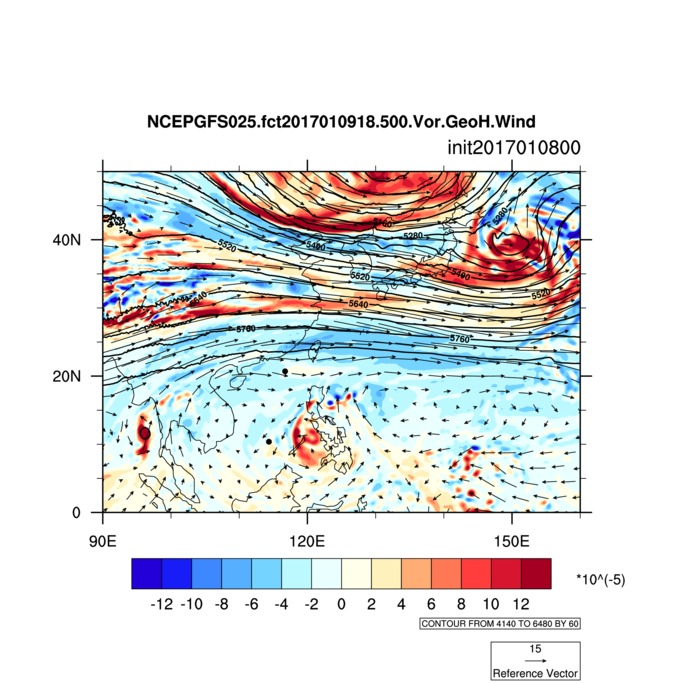 NCEPGFS025.fct2017010918.500.Vor.GeoH.Wind
init2017010800
5280
40N
5520
5400
5280
5400
5520
5640
5640
5520
5760
5760
20N
0
90E 120E 150E
-12 -10 -8 -6 -4 -2 0 2 4 6 8 10 12
*10^(-5)
CONTOUR FROM 4140 TO 6480 BY 60
15
Reference Vector